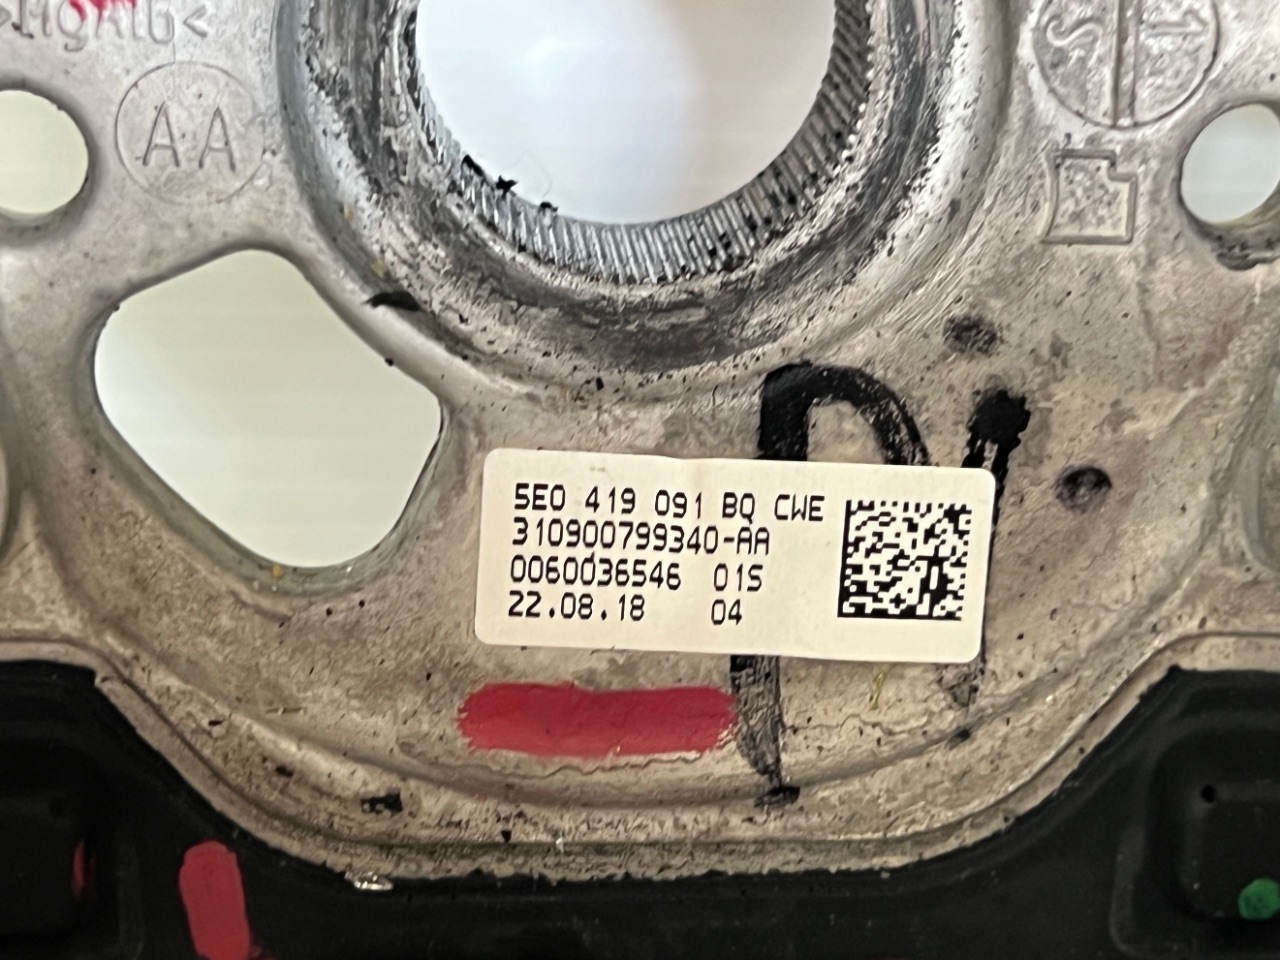 AA
5E0 419 091 BQ CWE
310900799340-AA
0060036546 01S
22.08.18 04